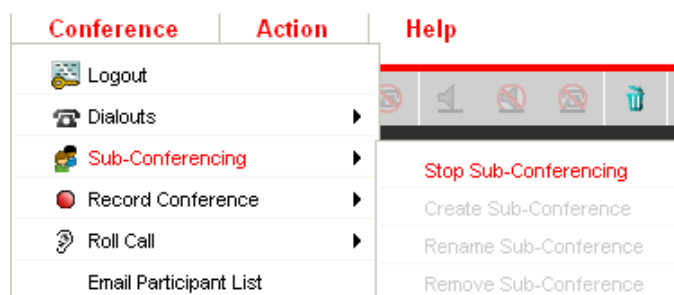 Conference Action Help
Logout
Dialouts
Sub-Conferencing
Record Conference
Roll Call
Email Participant List
Stop Sub-Conferencing
Create Sub-Conference
Rename Sub-Conference
Remove Sub-Conference